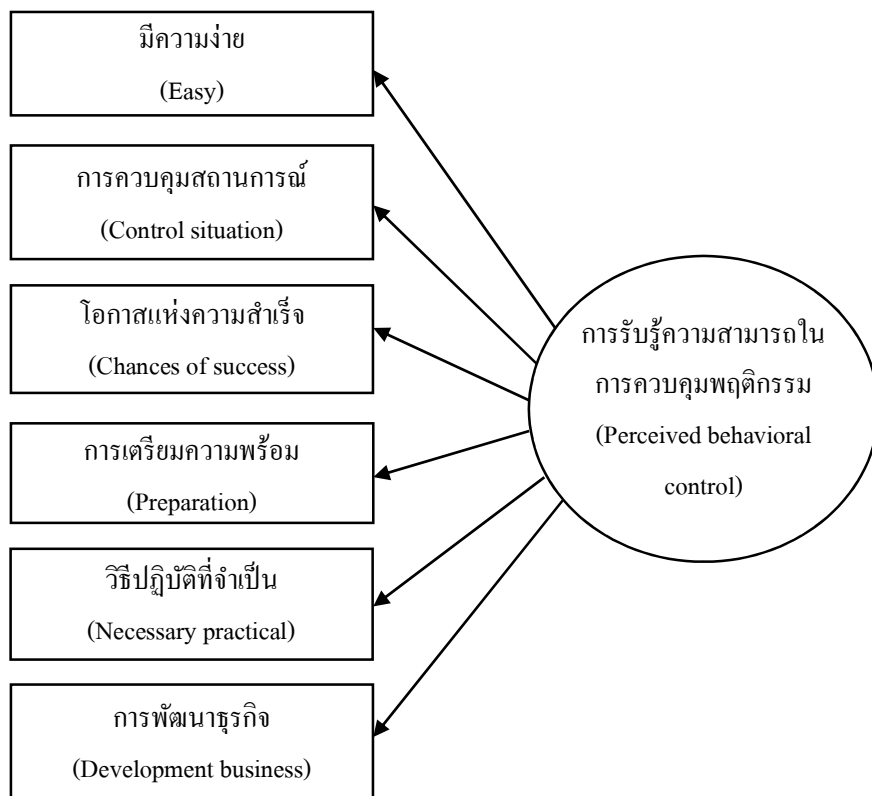 มีความง่าย
(Easy)
การควบคุมสถานการณ์
(Control situation)
โอกาสแห่งความสำเร็จ
(Chances of success)
การเตรียมความพร้อม
(Preparation)
วิธีปฏิบัติที่จำเป็น
(Necessary practical)
การพัฒนาธุรกิจ
(Development business)
การรับรู้ความสามารถใน
การควบคุมพฤติกรรม
(Perceived behavioral
control)